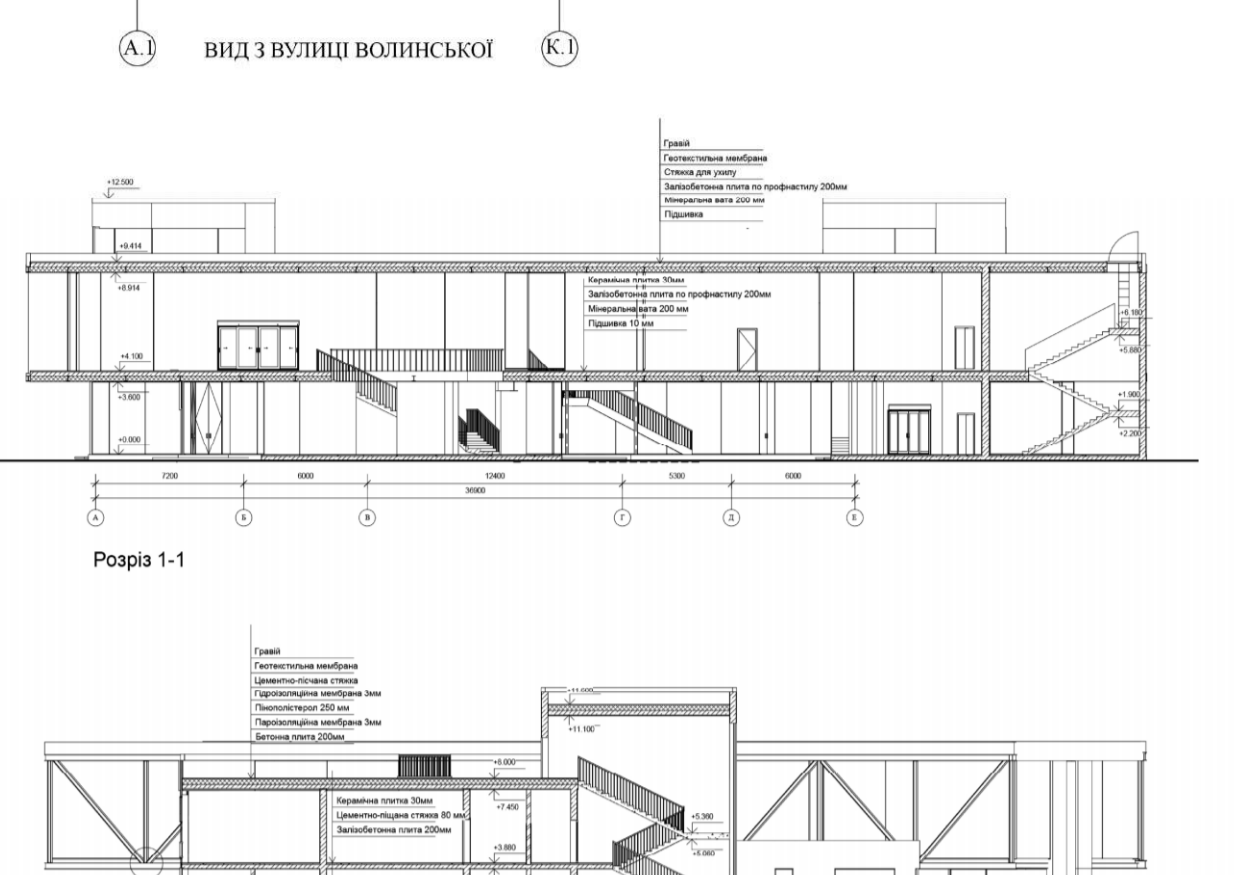 А.1
ВИД З ВУЛИЦІ ВОЛИНСЬКОЇ
К.1
Гравій
Геотекстильна мембрана
Стяжка для ухилу
Залізобетонна плита по профнастилу 200мм
Мінеральна вата 200 мм
Підшивка
+12.500
+9.414
+8.914
Керамічна плитка 30мм
Залізобетонна плита по профнастилу 200мм
Мінеральна вата 200 мм
Підшивка 10 мм
+6.180
+5.880
+4.100
+3.600
+1.900
+2.200
+0.000
7200
6000
12400
5300
6000
36900
А
Б
В
Г
Д
Е
Розріз 1-1
Гравій
Геотекстильна мембрана
Цементно-пісчана стяжка
Гідроізоляційна мембрана 3мм
Пінополістерол 250 мм
Пароізоляційна мембрана 3мм
Бетонна плита 200мм
+11.600
+11.100
+8.000
+7.450
Керамічна плитка 30мм
Цементно-піщана стяжка 80 мм
Залізобетонна плита 200мм
+5.360
+5.060
+3.880